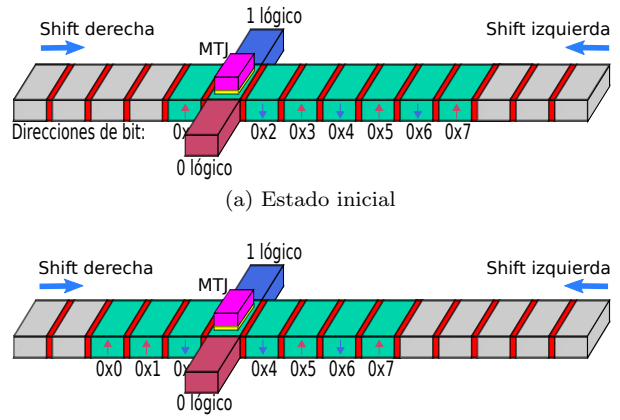 1 lógico
Shift derecha
MTJ
Shift izquierda
Direcciones de bit: 0x2 0x3 0x4 0x5 0x6 0x7
0 lógico
(a) Estado inicial
1 lógico
Shift derecha
MTJ
Shift izquierda
0x0 0x1 0x4 0x5 0x6 0x7
0 lógico